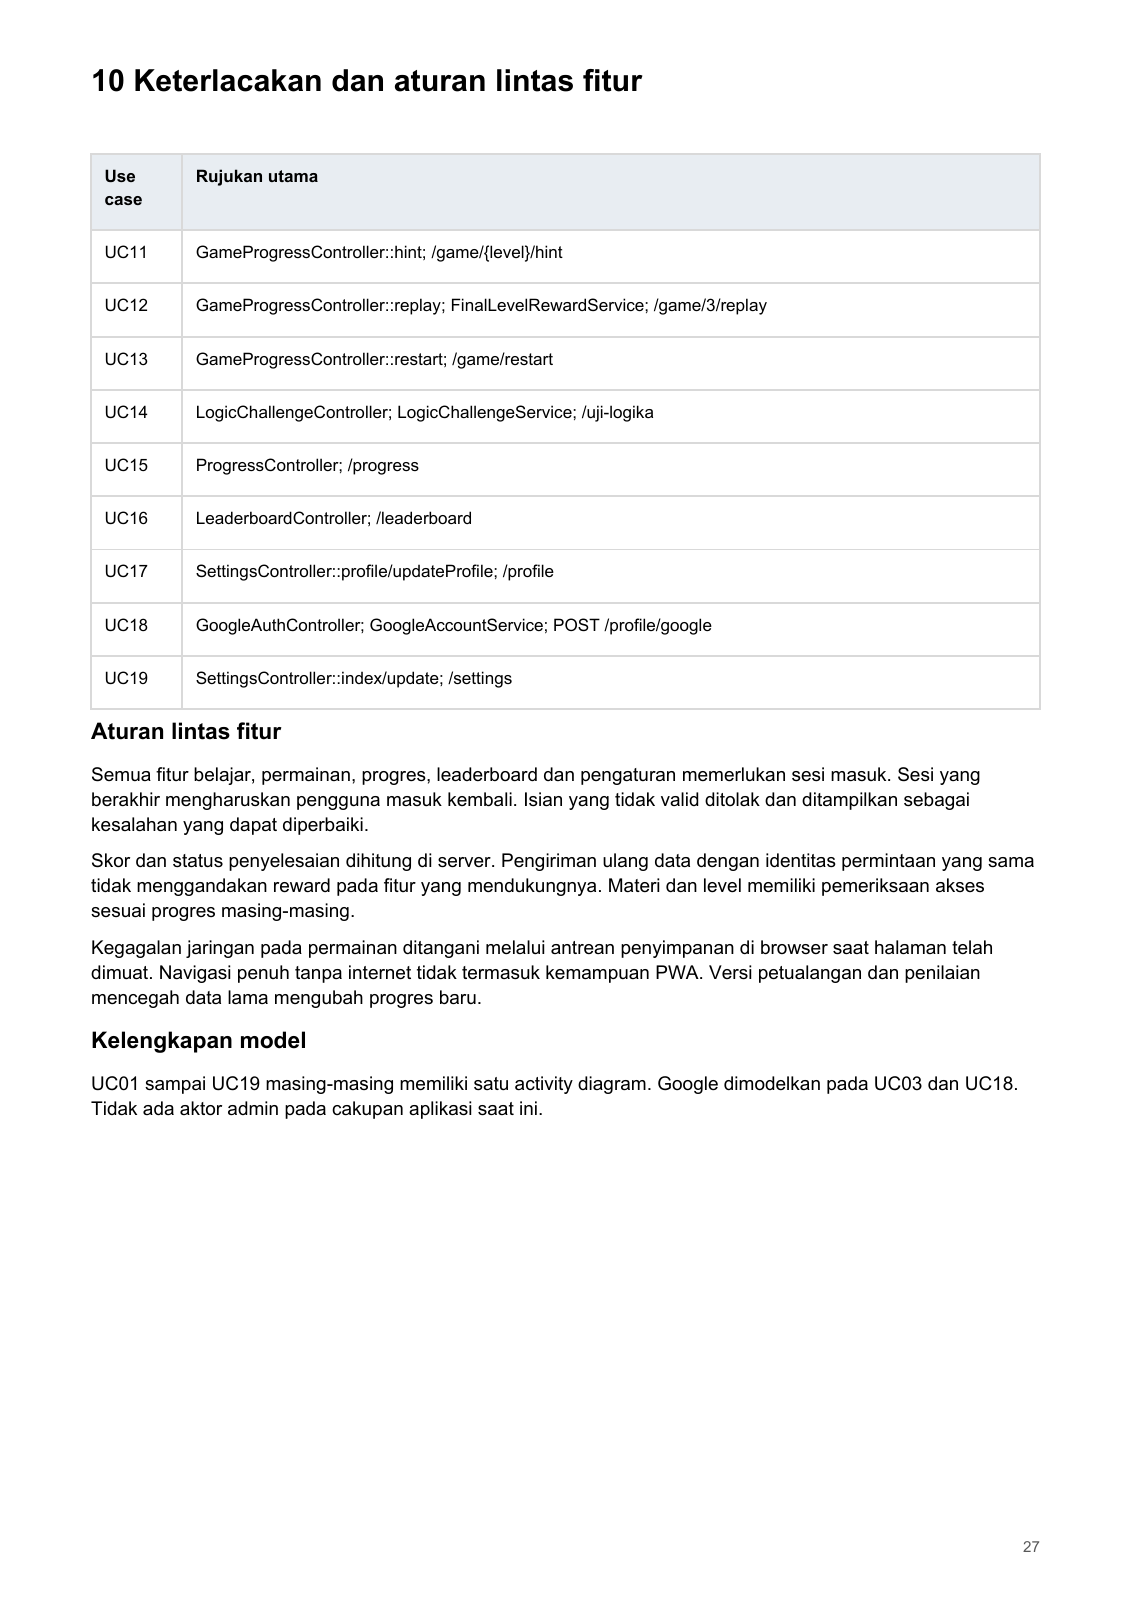 10 Keterlacakan dan aturan lintas fitur
Use case
Rujukan utama
UC11
GameProgressController::hint; /game/{level}/hint
UC12
GameProgressController::replay; FinalLevelRewardService; /game/3/replay
UC13
GameProgressController::restart; /game/restart
UC14
LogicChallengeController; LogicChallengeService; /uji-logika
UC15
ProgressController; /progress
UC16
LeaderboardController; /leaderboard
UC17
SettingsController::profile/updateProfile; /profile
UC18
GoogleAuthController; GoogleAccountService; POST /profile/google
UC19
SettingsController::index/update; /settings
Aturan lintas fitur
Semua fitur belajar, permainan, progres, leaderboard dan pengaturan memerlukan sesi masuk. Sesi yang
berakhir mengharuskan pengguna masuk kembali. Isian yang tidak valid ditolak dan ditampilkan sebagai
kesalahan yang dapat diperbaiki.
Skor dan status penyelesaian dihitung di server. Pengiriman ulang data dengan identitas permintaan yang sama
tidak menggandakan reward pada fitur yang mendukungnya. Materi dan level memiliki pemeriksaan akses
sesuai progres masing-masing.
Kegagalan jaringan pada permainan ditangani melalui antrean penyimpanan di browser saat halaman telah
dimuat. Navigasi penuh tanpa internet tidak termasuk kemampuan PWA. Versi petualangan dan penilaian
mencegah data lama mengubah progres baru.
Kelengkapan model
UC01 sampai UC19 masing-masing memiliki satu activity diagram. Google dimodelkan pada UC03 dan UC18.
Tidak ada aktor admin pada cakupan aplikasi saat ini.
27